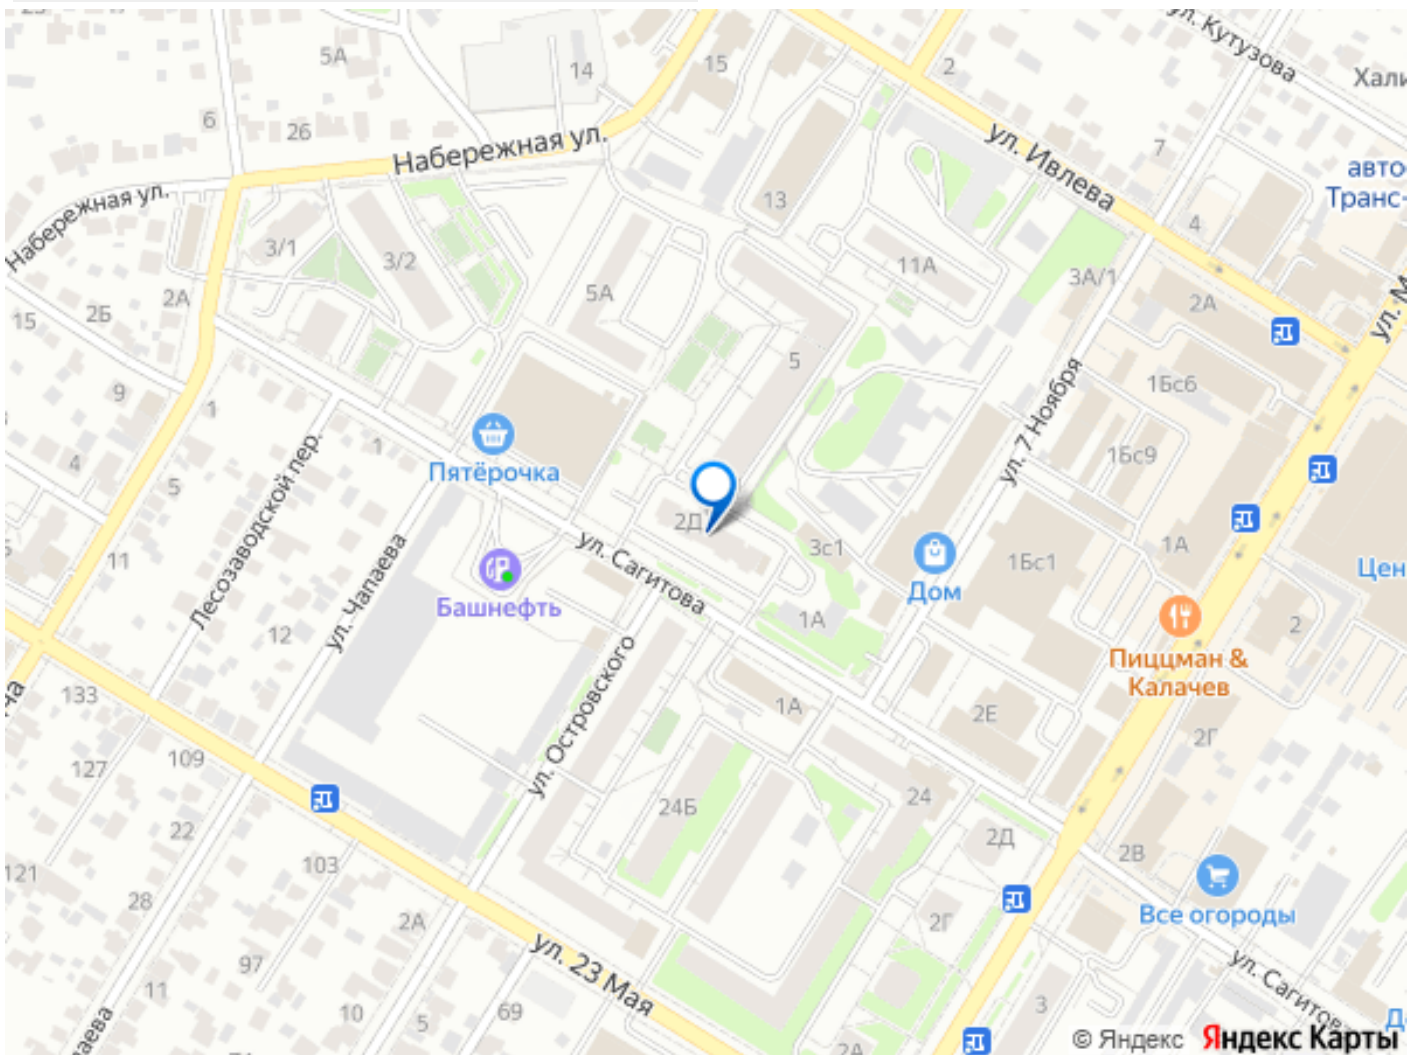 ул. Кутузова
5А
14
15
2
Хали
6
26
Набережная ул.
ул. Ивлева
7
авто
Транс-
Набережная ул.
13
4
3/1
3/2
11А
3А/1
2А
2Б
15
5А
2А
ул. М
5
9
1
1Бс6
ул. 7 Ноября
1
Пятёрочка
4
5
1Бс9
Лесозаводской пер.
2Д
ул. Сагитова
3с1
1А
11
ул. Чапаева
Башнефть
Дом
1Бс1
Цен
12
1А
2
ул. Островского
Пиццман &
Калачев
133
ча
1А
2Е
2Г
109
127
24Б
24
22
2Д
2В
103
121
28
2А
2Г
Все огороды
97
ул. 23 Мая
ул. Сагитова
11
10
5
69
3
аева
2А
© Яндекс
Яндекс Карты